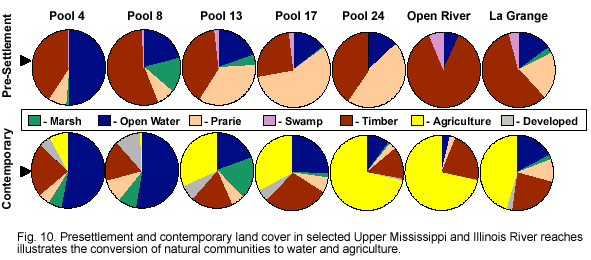 Pool 4 Pool 8 Pool 13 Pool 17 Pool 24 Open River La Grange
Pre-Settlement
- Marsh - Open Water - Prarie - Swamp - Timber - Agriculture - Developed
Contemporary
Fig. 10. Presettlement and contemporary land cover in selected Upper Mississippi and Illinois River reaches
illustrates the conversion of natural communities to water and agriculture.